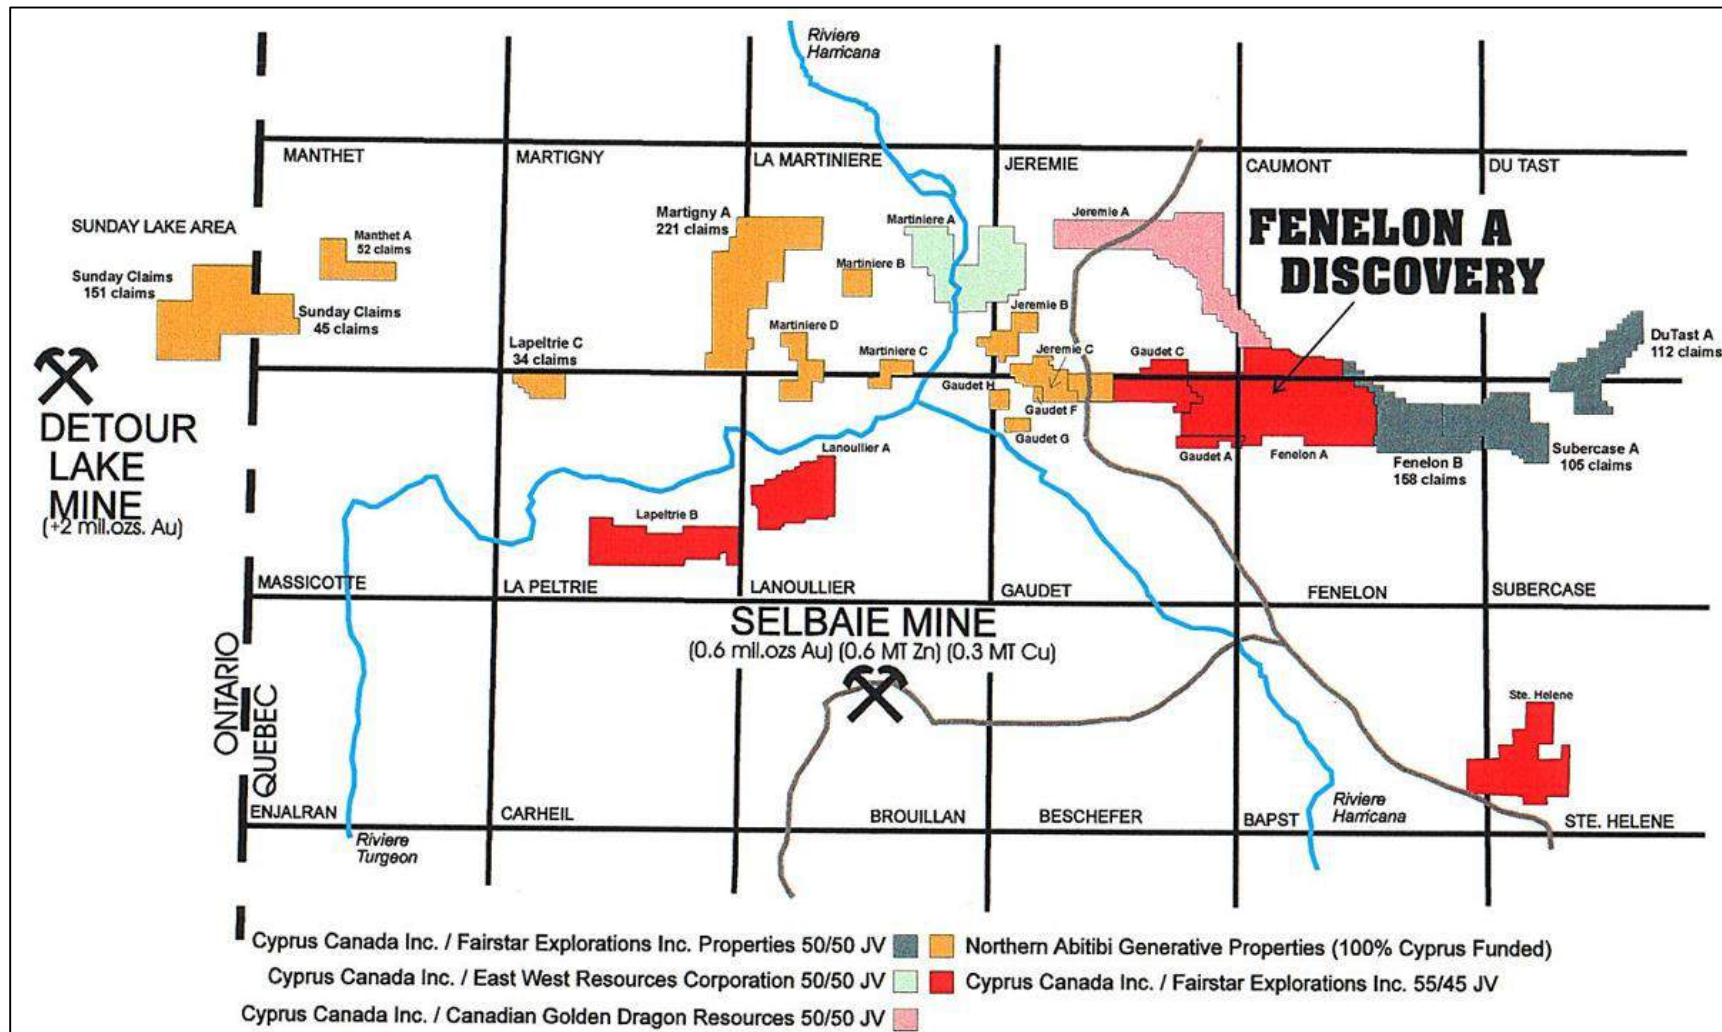 Riviere
Harricana
MANTHET
MARTIGNY
LA MARTINIERE
JEREMIE
CAUMONT
DU TAST
SUNDAY LAKE AREA
Manthet A
52 claims
Martigny A
221 claims
Martiniere A
Jeremie A
FENELON A
DISCOVERY
Sunday Claims
151 claims
Sunday Claims
45 claims
Martiniere B
Jeremie B
Martiniere D
DuTast A
112 claims
Lapeltrie C
34 claims
Martiniere C
Jeremie C
Gaudet C
Gaudet H
Gaudet F
Gaudet G
DETOUR
LAKE
MINE
(+2 mil.ozs. Au)
Lanoullier A
Gaudet A
Fenelon A
Fenelon B
158 claims
Subercase A
105 claims
Lapeltrie B
MASSICOTTE
LA PELTRIE
LANOULLIER
GAUDET
FENELON
SUBERCASE
SELBAIE MINE
(0.6 mil.ozs Au) (0.6 MT Zn) (0.3 MT Cu)
ONTARIO
QUEBEC
Ste. Helene
ENJALRAN
CARHEIL
BROUILLAN
BESCHEFER
BAPST
Riviere
Harricana
STE. HELENE
Riviere
Turgeon
Cyprus Canada Inc. / Fairstar Explorations Inc. Properties 50/50 JV
Northern Abitibi Generative Properties (100% Cyprus Funded)
Cyprus Canada Inc. / East West Resources Corporation 50/50 JV
Cyprus Canada Inc. / Fairstar Explorations Inc. 55/45 JV
Cyprus Canada Inc. / Canadian Golden Dragon Resources 50/50 JV